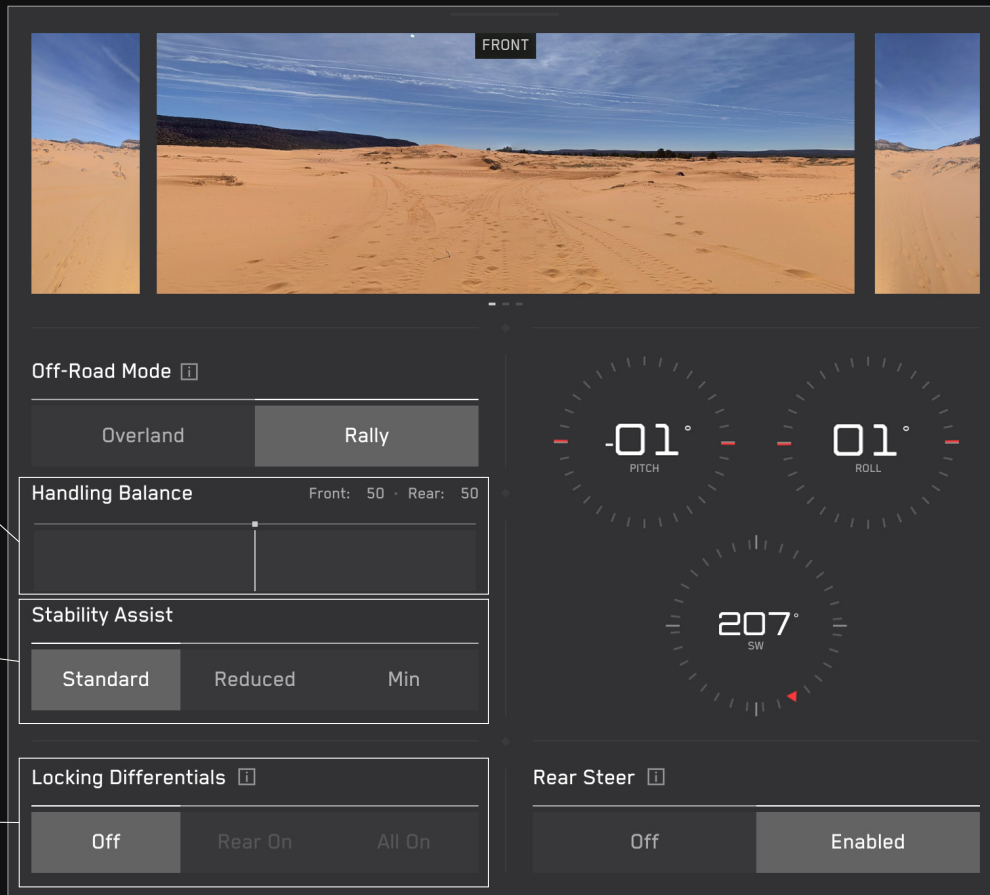 FRONT
Off-Road Mode
Overland
Rally
Handling Balance
Front: 50 · Rear: 50
Stability Assist
Standard
Reduced
Min
-01°
PITCH
01°
ROLL
207°
SW
Locking Differentials
Off
Rear On
All On
Rear Steer
Off
Enabled